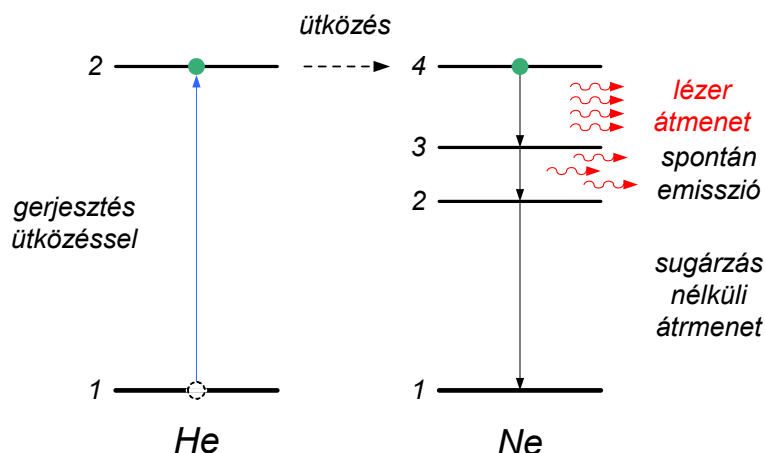 ütközés
2
4
lézer
átmenet
3
spontán
emisszió
2
gerjesztés
ütközéssel
sugárzás
nélküli
átrmenet
1
1
He
Ne